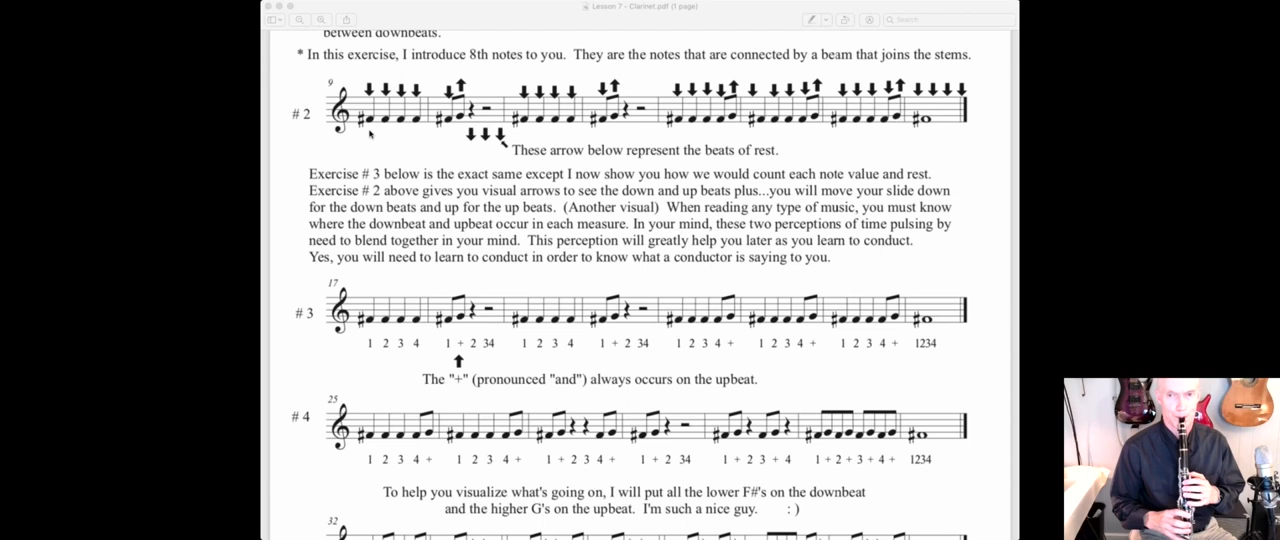 Lesson 7 - Clarinet.pdf (1 page)
Search
between downbeats.
* In this exercise, I introduce 8th notes to you. They are the notes that are connected by a beam that joins the stems.
9
# 2
These arrow below represent the beats of rest.
Exercise # 3 below is the exact same except I now show you how we would count each note value and rest.
Exercise # 2 above gives you visual arrows to see the down and up beats plus...you will move your slide down
for the down beats and up for the up beats. (Another visual) When reading any type of music, you must know
where the downbeat and upbeat occur in each measure. In your mind, these two perceptions of time pulsing by
need to blend together in your mind. This perception will greatly help you later as you learn to conduct.
Yes, you will need to learn to conduct in order to know what a conductor is saying to you.
17
# 3
1 2 3 4 1 + 2 34 1 2 3 4 1 + 2 34 1 2 3 4 + 1 2 3 4 + 1 2 3 4 + 1234
The "+" (pronounced "and") always occurs on the upbeat.
25
# 4
1 2 3 4 + 1 2 3 4 + 1 + 2 3 4 + 1 + 2 34 1 + 2 3 + 4 1 + 2 + 3 + 4 + 1234
To help you visualize what's going on, I will put all the lower F#'s on the downbeat
and the higher G's on the upbeat. I'm such a nice guy. : )
32